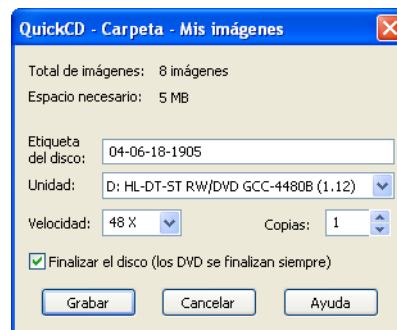 QuickCD - Carpeta - Mis imágenes
Total de imágenes: 8 imágenes
Espacio necesario: 5 MB
Etiqueta
del disco: 04-06-18-1905
Unidad: D: HL-DT-ST RW/DVD GCC-4480B (1.12)
Velocidad: 48 X Copias: 1
Finalizar el disco (los DVD se finalizan siempre)
Grabar Cancelar Ayuda